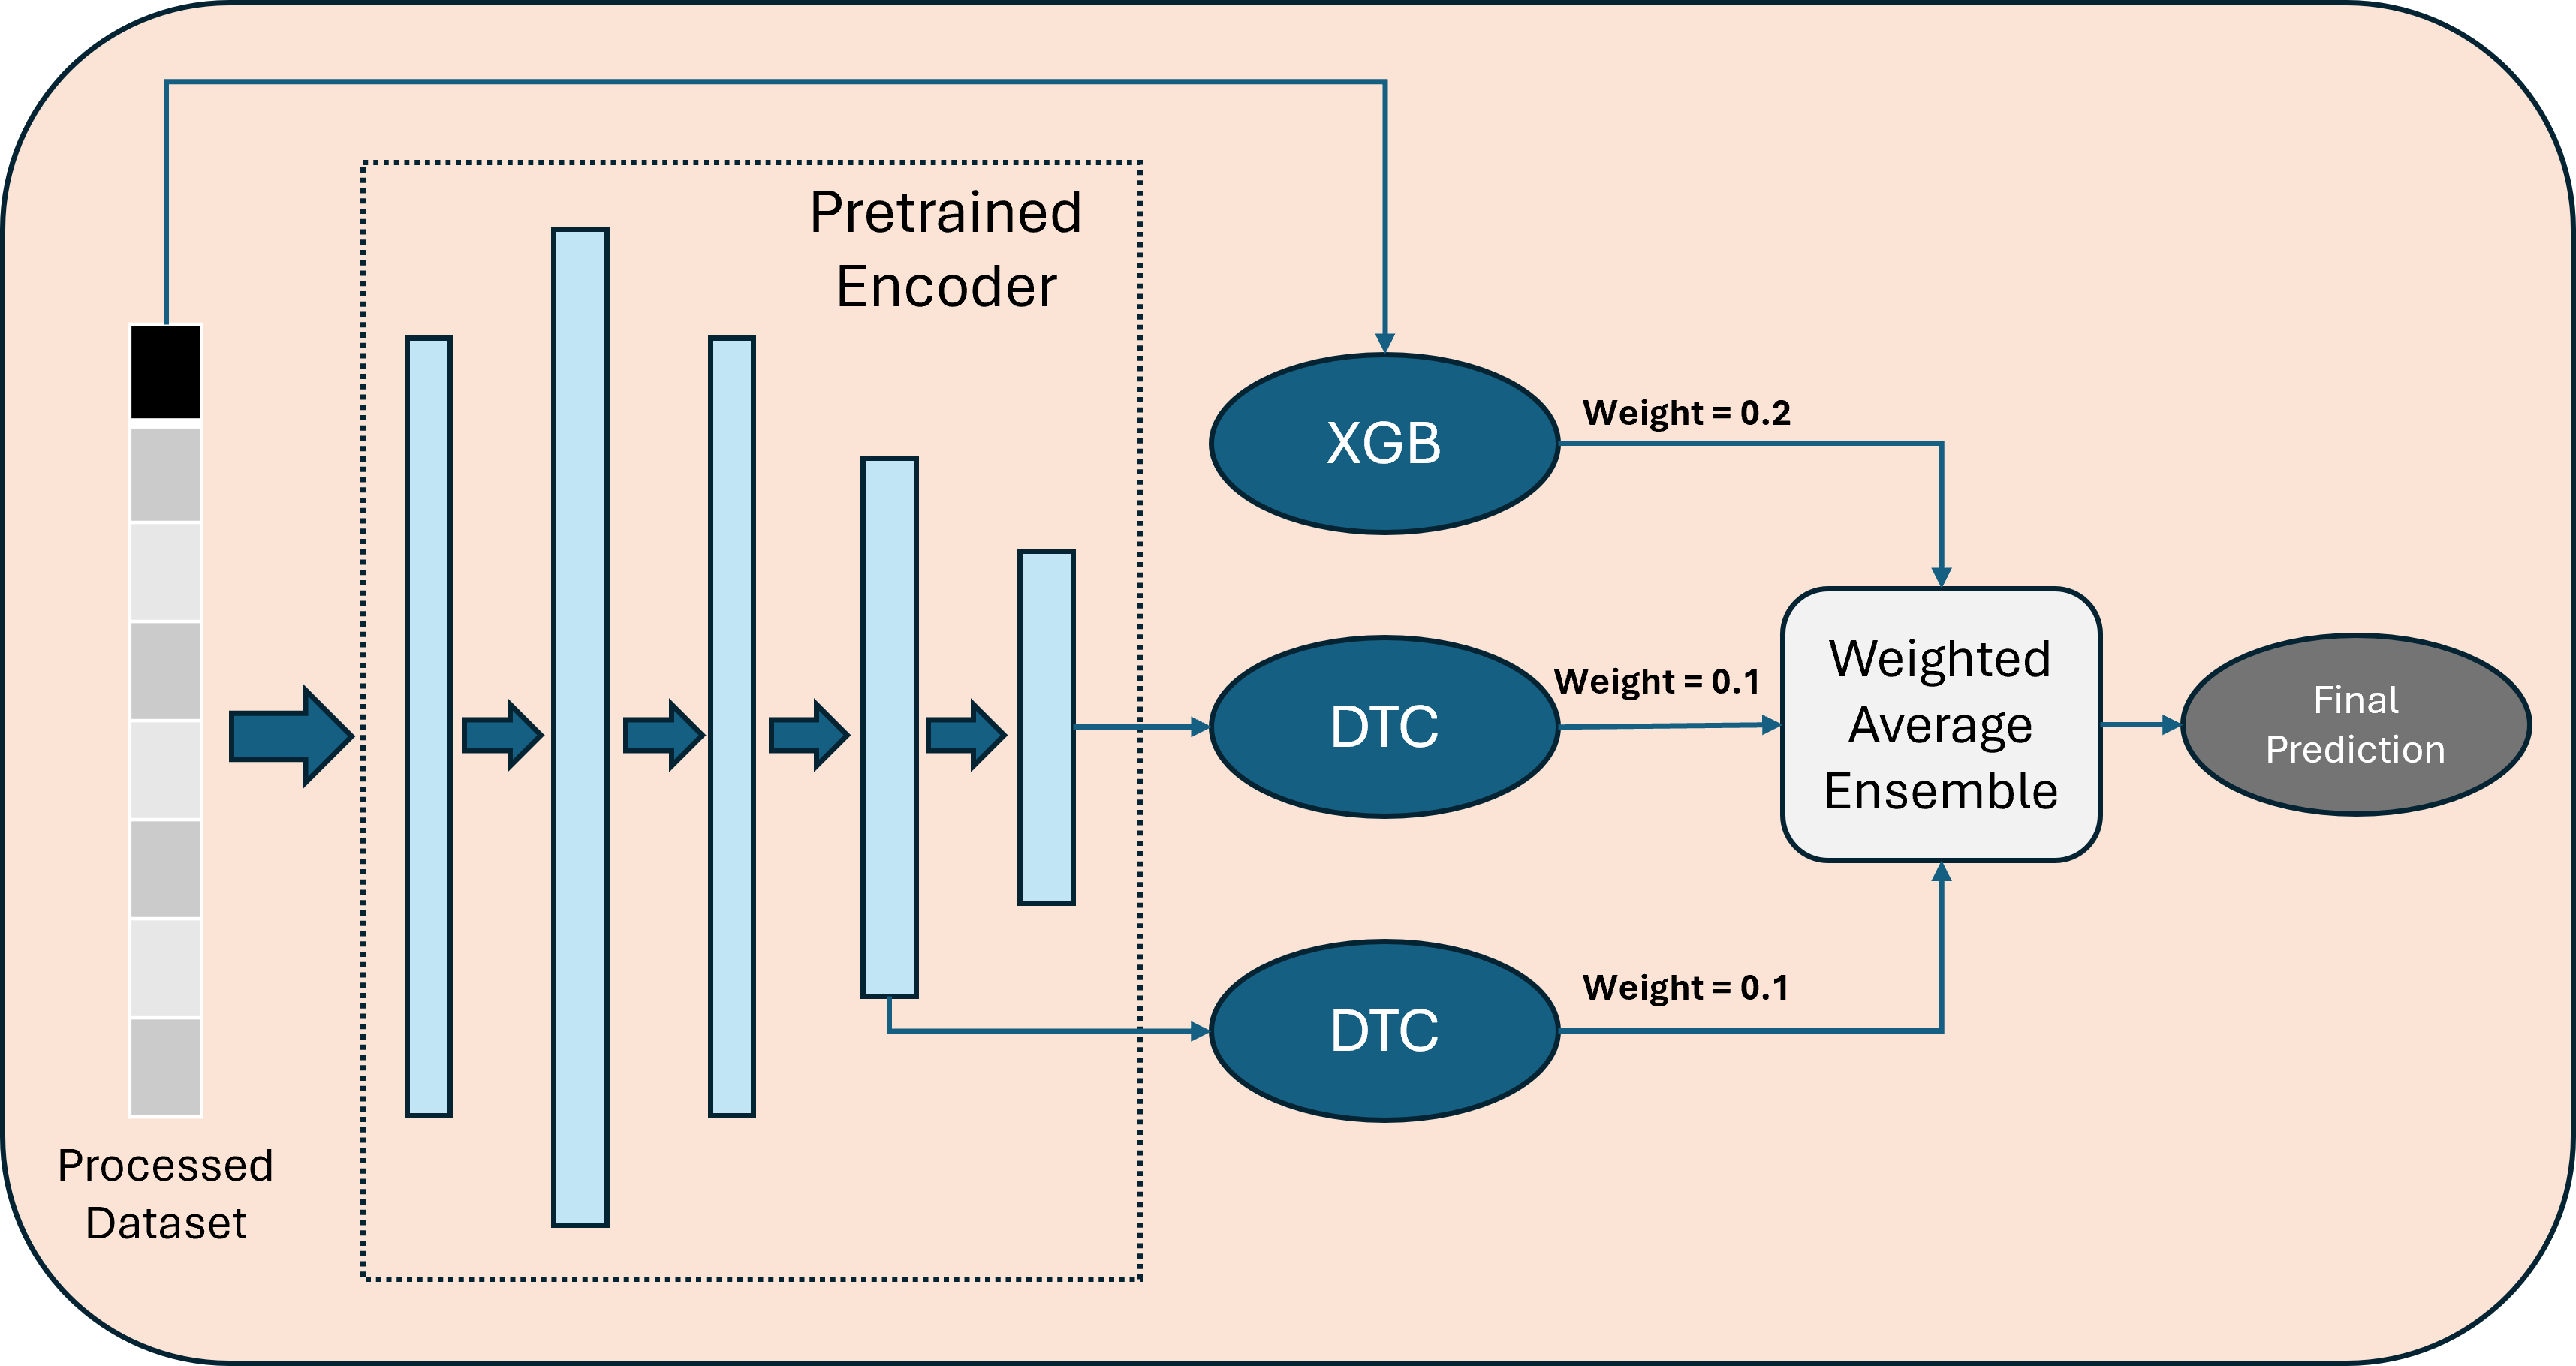 Pretrained
Encoder
Processed
Dataset
XGB
Weight = 0.2
DTC
Weight = 0.1
DTC
Weight = 0.1
Weighted
Average
Ensemble
Final
Prediction